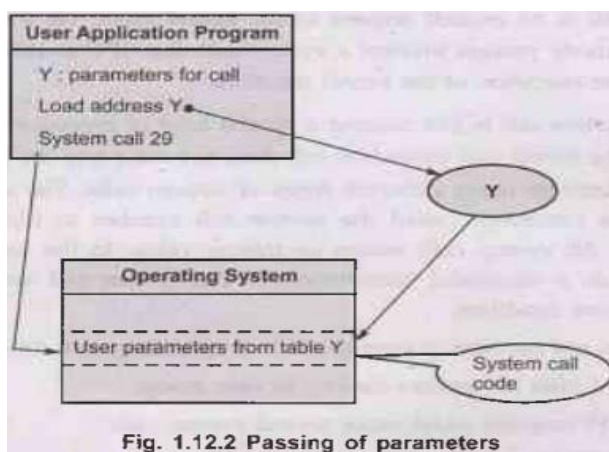 User Application Program
Y : parameters for call
Load address Y
System call 29
Y
Operating System
User parameters from table Y
System call
code
Fig. 1.12.2 Passing of parameters